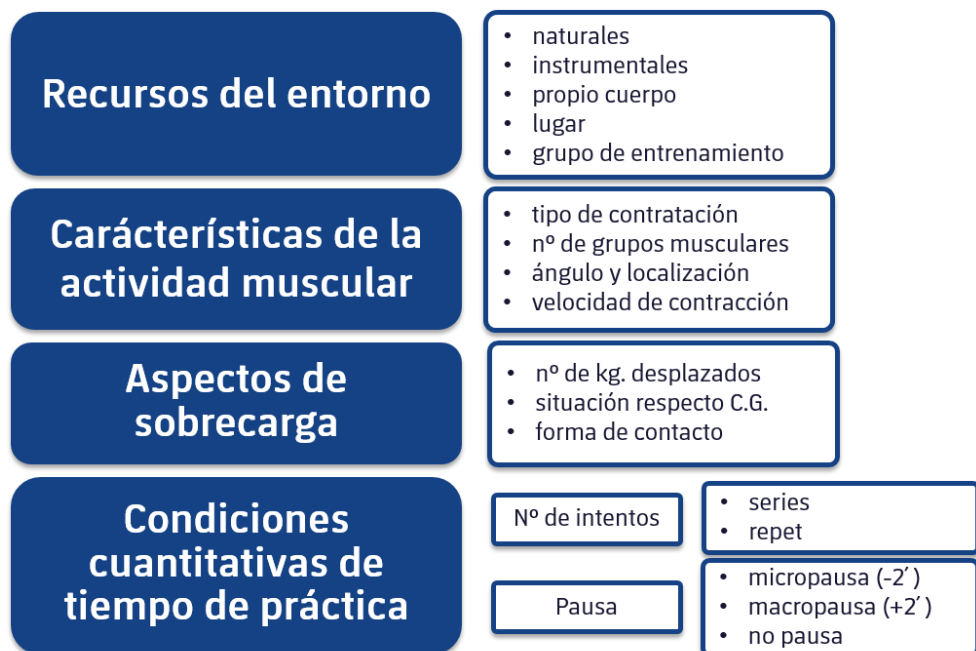 Recursos del entorno
• naturales
• instrumentales
• propio cuerpo
• lugar
• grupo de entrenamiento
Carácterísticas de la
actividad muscular
• tipo de contratación
• nº de grupos musculares
• ángulo y localización
• velocidad de contracción
Aspectos de
sobrecarga
• nº de kg. desplazados
• situación respecto C.G.
• forma de contacto
Condiciones
cuantitativas de
tiempo de práctica
Nº de intentos
• series
• repet
Pausa
• micropausa (-2´)
• macropausa (+2´)
• no pausa